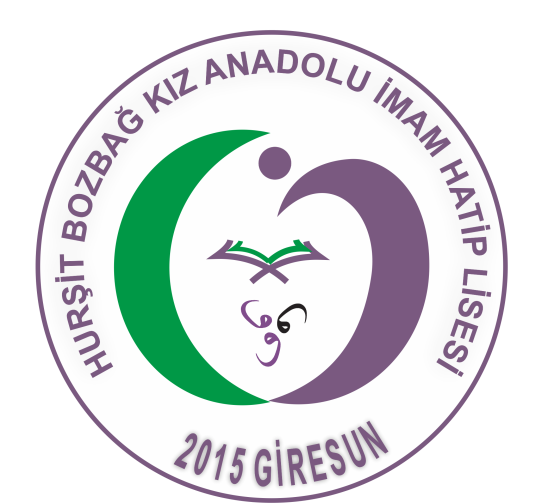 HURŞİT BOZBAĞ KIZ ANADOLU İMAM HATİP LİSESİ
و و و
2015 GİRESUN